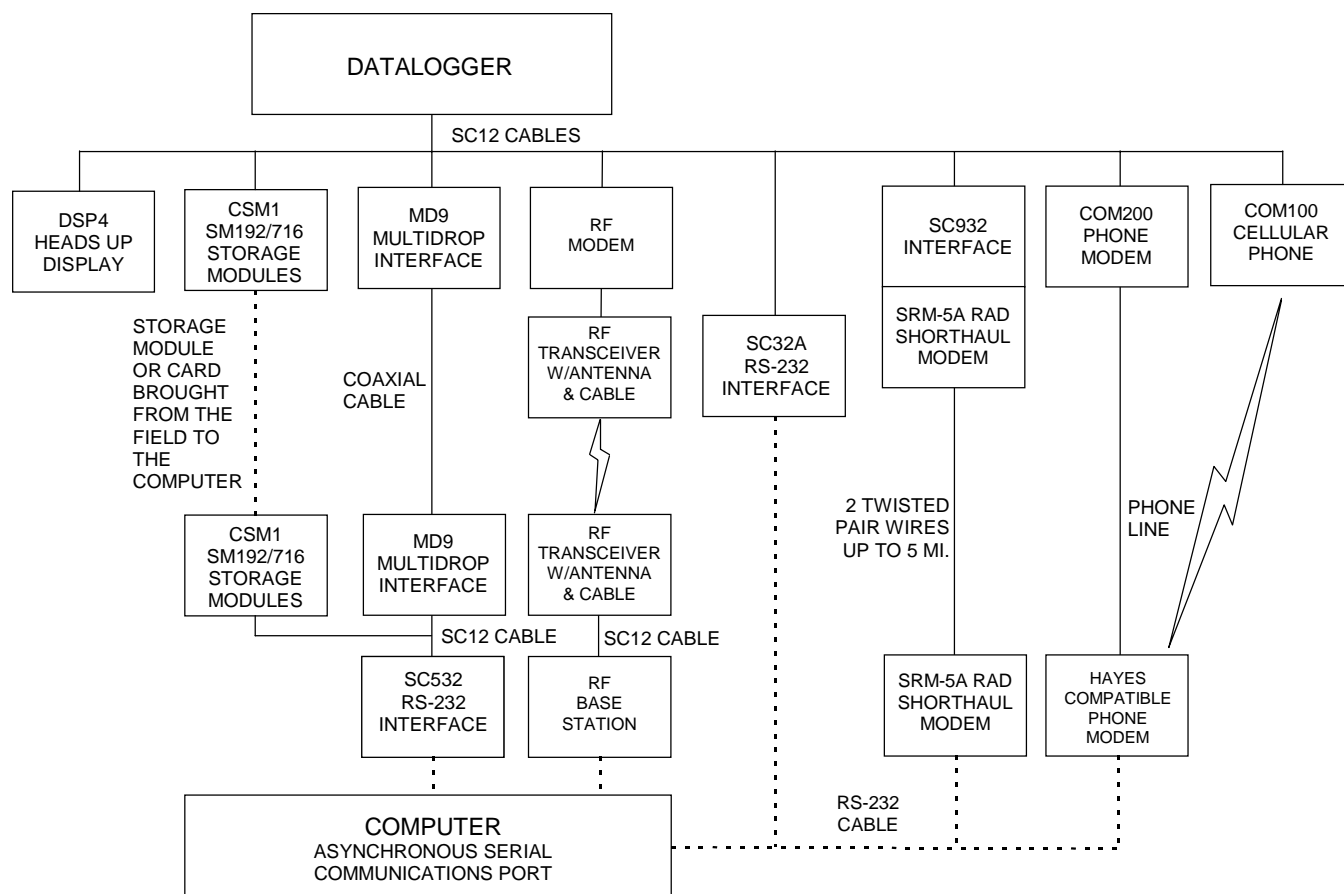 DATALOGGER
SC12 CABLES
DSP4
HEADS UP
DISPLAY
CSM1
SM192/716
STORAGE
MODULES
MD9
MULTIDROP
INTERFACE
RF
MODEM
SC932
INTERFACE
COM200
PHONE
MODEM
COM100
CELLULAR
PHONE
STORAGE
MODULE
OR CARD
BROUGHT
FROM THE
FIELD TO
THE
COMPUTER
COAXIAL
CABLE
RF
TRANSCEIVER
W/ANTENNA
& CABLE
SC32A
RS-232
INTERFACE
SRM-5A RAD
SHORTHAUL
MODEM
2 TWISTED
PAIR WIRES
UP TO 5 MI.
PHONE
LINE
CSM1
SM192/716
STORAGE
MODULES
MD9
MULTIDROP
INTERFACE
RF
TRANSCEIVER
W/ANTENNA
& CABLE
SC12 CABLE
SC12 CABLE
SC532
RS-232
INTERFACE
RF
BASE
STATION
SRM-5A RAD
SHORTHAUL
MODEM
HAYES
COMPATIBLE
PHONE
MODEM
RS-232
CABLE
COMPUTER
ASYNCHRONOUS SERIAL
COMMUNICATIONS PORT